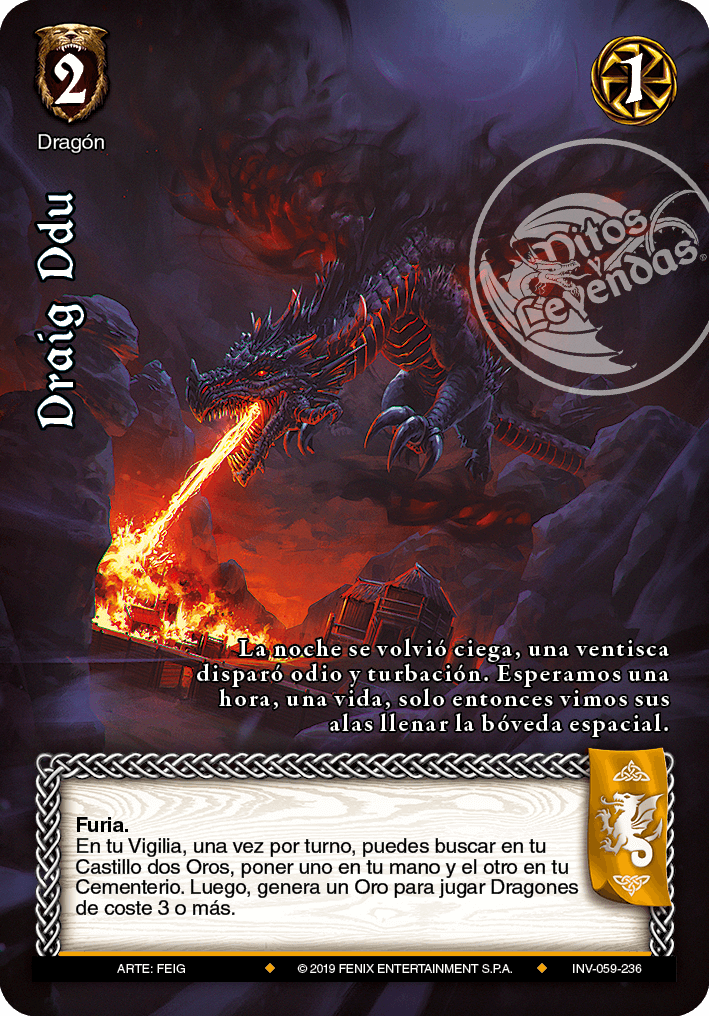 2
1
Dragón
Mitos
y
Leyendas®
Draig Ddu
La noche se volvió ciega, una ventisca
disparó odio y turbación. Esperamos una
hora, una vida, solo entonces vimos sus
alas llenar la bóveda espacial.
Furia.
En tu Vigilia, una vez por turno, puedes buscar en tu
Castillo dos Oros, poner uno en tu mano y el otro en tu
Cementerio. Luego, genera un Oro para jugar Dragones
de coste 3 o más.
ARTE: FEIG ◆ © 2019 FENIX ENTERTAINMENT S.P.A. ◆ INV-059-236